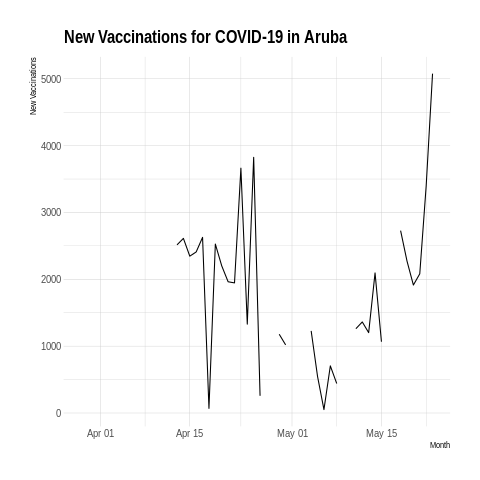 New Vaccinations for COVID-19 in Aruba
New Vaccinations
5000
4000
3000
2000
1000
0
Apr 01
Apr 15
May 01
May 15
Month